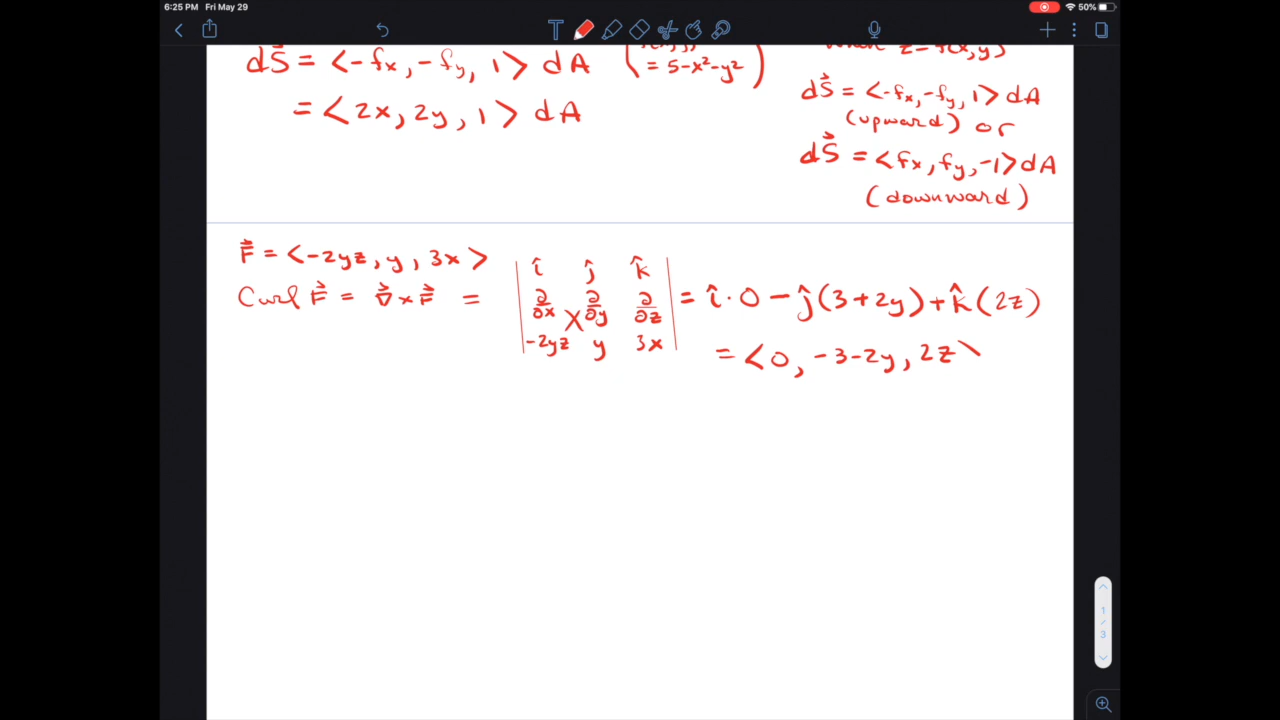 6:25 PM Fri May 29
50%
T
dS⃗ = <-fx, -fy, 1> dA
= 5-x²-y²
z=f(x,y)
= <2x, 2y, 1> dA
dS⃗ = <-fx, -fy, 1> dA
(upward) or
dS⃗ = <fx, fy, -1> dA
(downward)
F⃗ = <-2yz, y, 3x>
Curl F⃗ = ∇⃗ × F⃗ =
î ĵ k̂
∂/∂x ∂/∂y ∂/∂z
-2yz y 3x
= î · 0 - ĵ(3+2y) + k̂(2z)
= <0, -3-2y, 2z
1
/
3